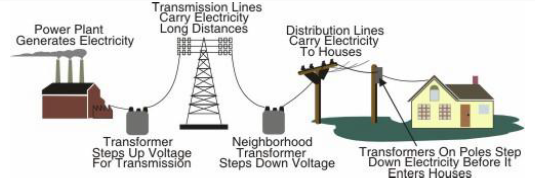 Power Plant
Generates Electricity
Transmission Lines
Carry Electricity
Long Distances
Distribution Lines
Carry Electricity
To Houses
Transformer
Steps Up Voltage
For Transmission
Neighborhood
Transformer
Steps Down Voltage
Transformers On Poles Step
Down Electricity Before It
Enters Houses